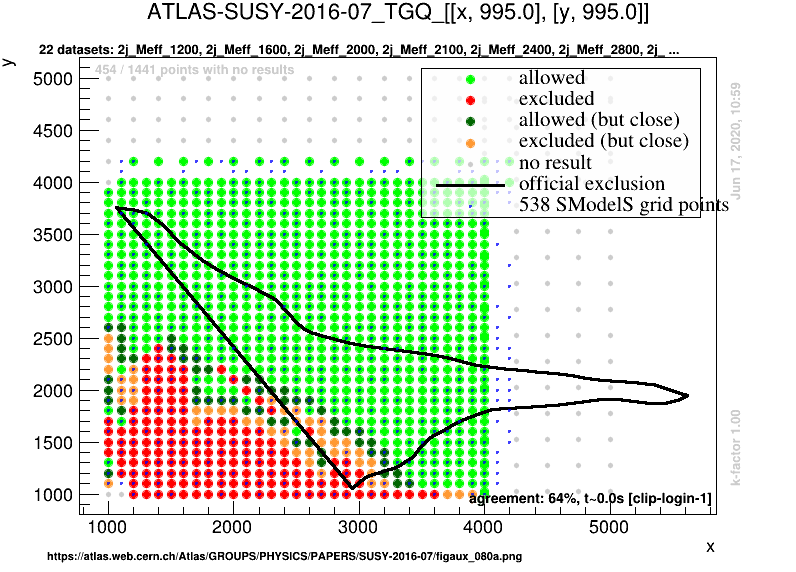 ATLAS-SUSY-2016-07_TGQ_[[x, 995.0], [y, 995.0]]
22 datasets: 2j_Meff_1200, 2j_Meff_1600, 2j_Meff_2000, 2j_Meff_2100, 2j_Meff_2400, 2j_Meff_2800, 2j_ ...
y
454 / 1441 points with no results
allowed
excluded
allowed (but close)
excluded (but close)
no result
official exclusion
538 SModelS grid points
5000
4500
4000
3500
3000
2500
2000
1500
1000
Jun 17, 2020, 10:59
k-factor 1.00
agreement: 64%, t~0.0s [clip-login-1]
1000 2000 3000 4000 5000
x
https://atlas.web.cern.ch/Atlas/GROUPS/PHYSICS/PAPERS/SUSY-2016-07/figaux_080a.png